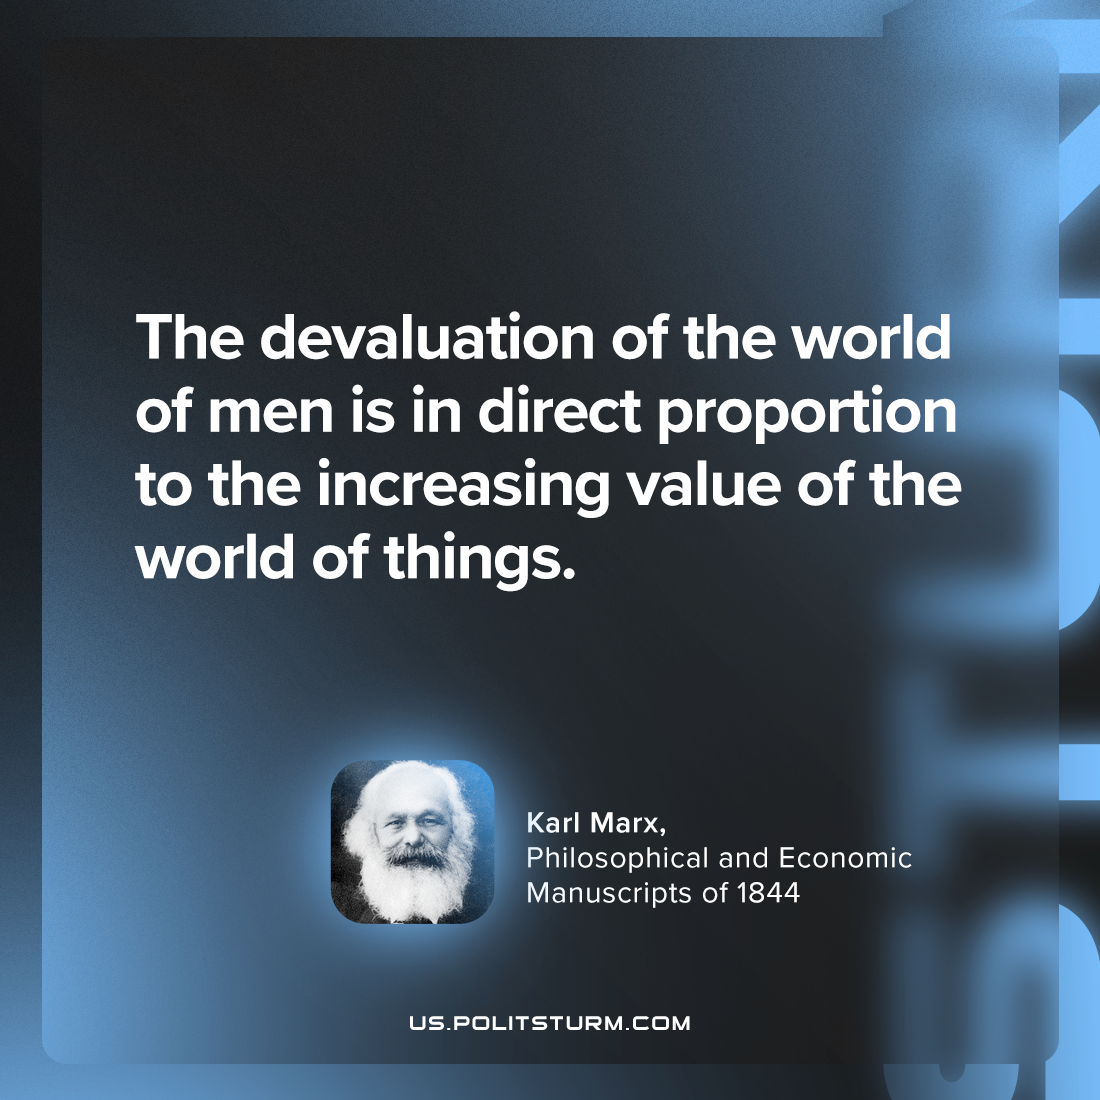 The devaluation of the world
of men is in direct proportion
to the increasing value of the
world of things.
Karl Marx,
Philosophical and Economic
Manuscripts of 1844
US.POLITSTURM.COM